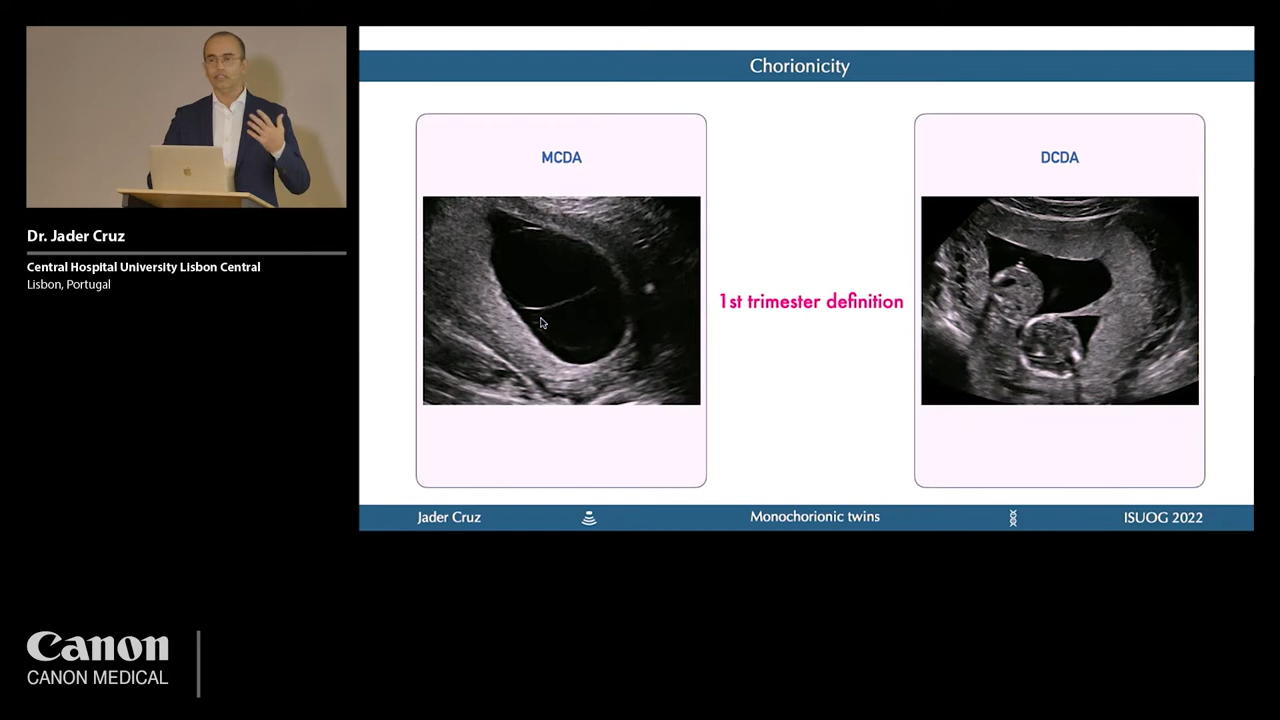 Dr. Jader Cruz
Central Hospital University Lisbon Central
Lisbon, Portugal
Canon
CANON MEDICAL
Chorionicity
MCDA
DCDA
1st trimester definition
Jader Cruz
Monochorionic twins
ISUOG 2022